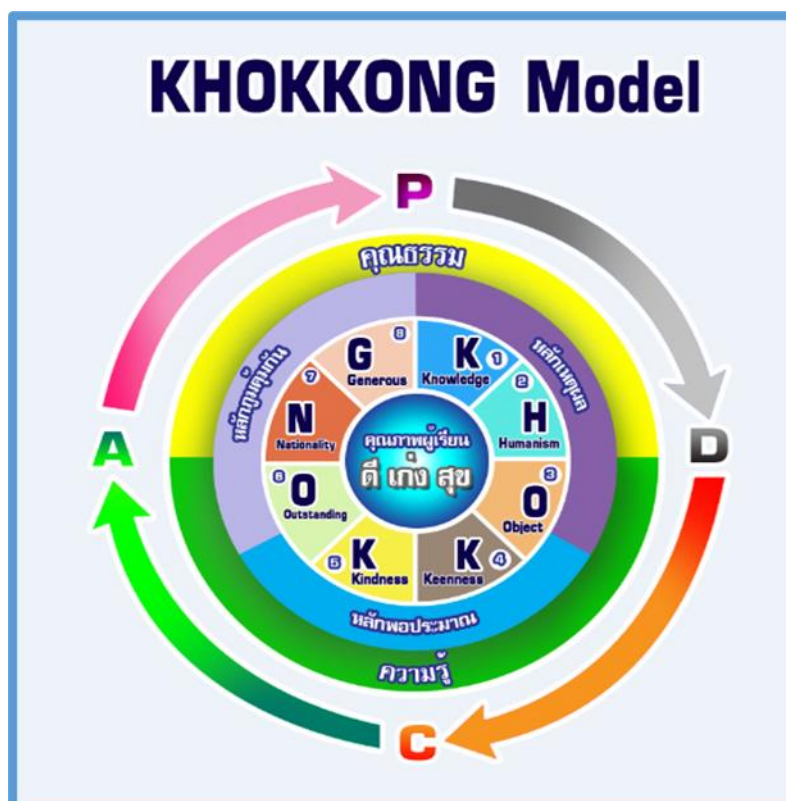 KHOKKONG Model
P
คุณธรรม
หลักภูมิคุ้มกัน
หลักเหตุผล
8
G
Generous
K
1
Knowledge
7
N
Nationality
2
H
Humanism
A
D
คุณภาพผู้เรียน
ดี เก่ง สุข
6
O
Outstanding
3
O
Object
5
K
Kindness
K
4
Keenness
หลักพอประมาณ
ความรู้
C